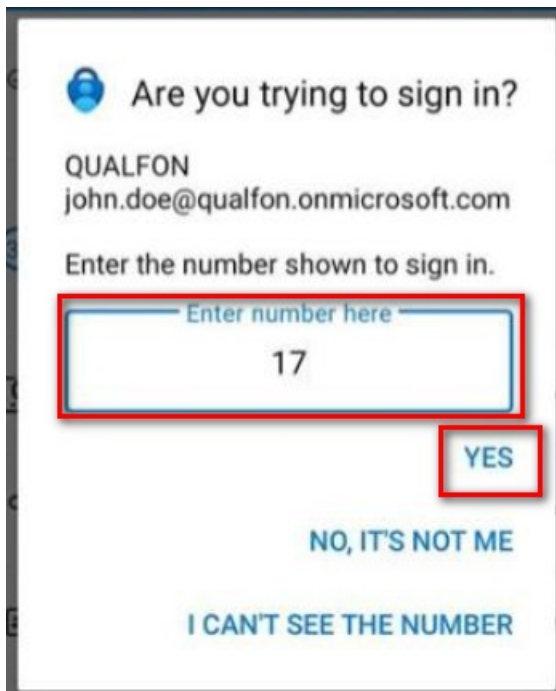 Are you trying to sign in?
QUALFON
john.doe@qualfon.onmicrosoft.com
Enter the number shown to sign in.
Enter number here
17
YES
NO, IT'S NOT ME
I CAN'T SEE THE NUMBER